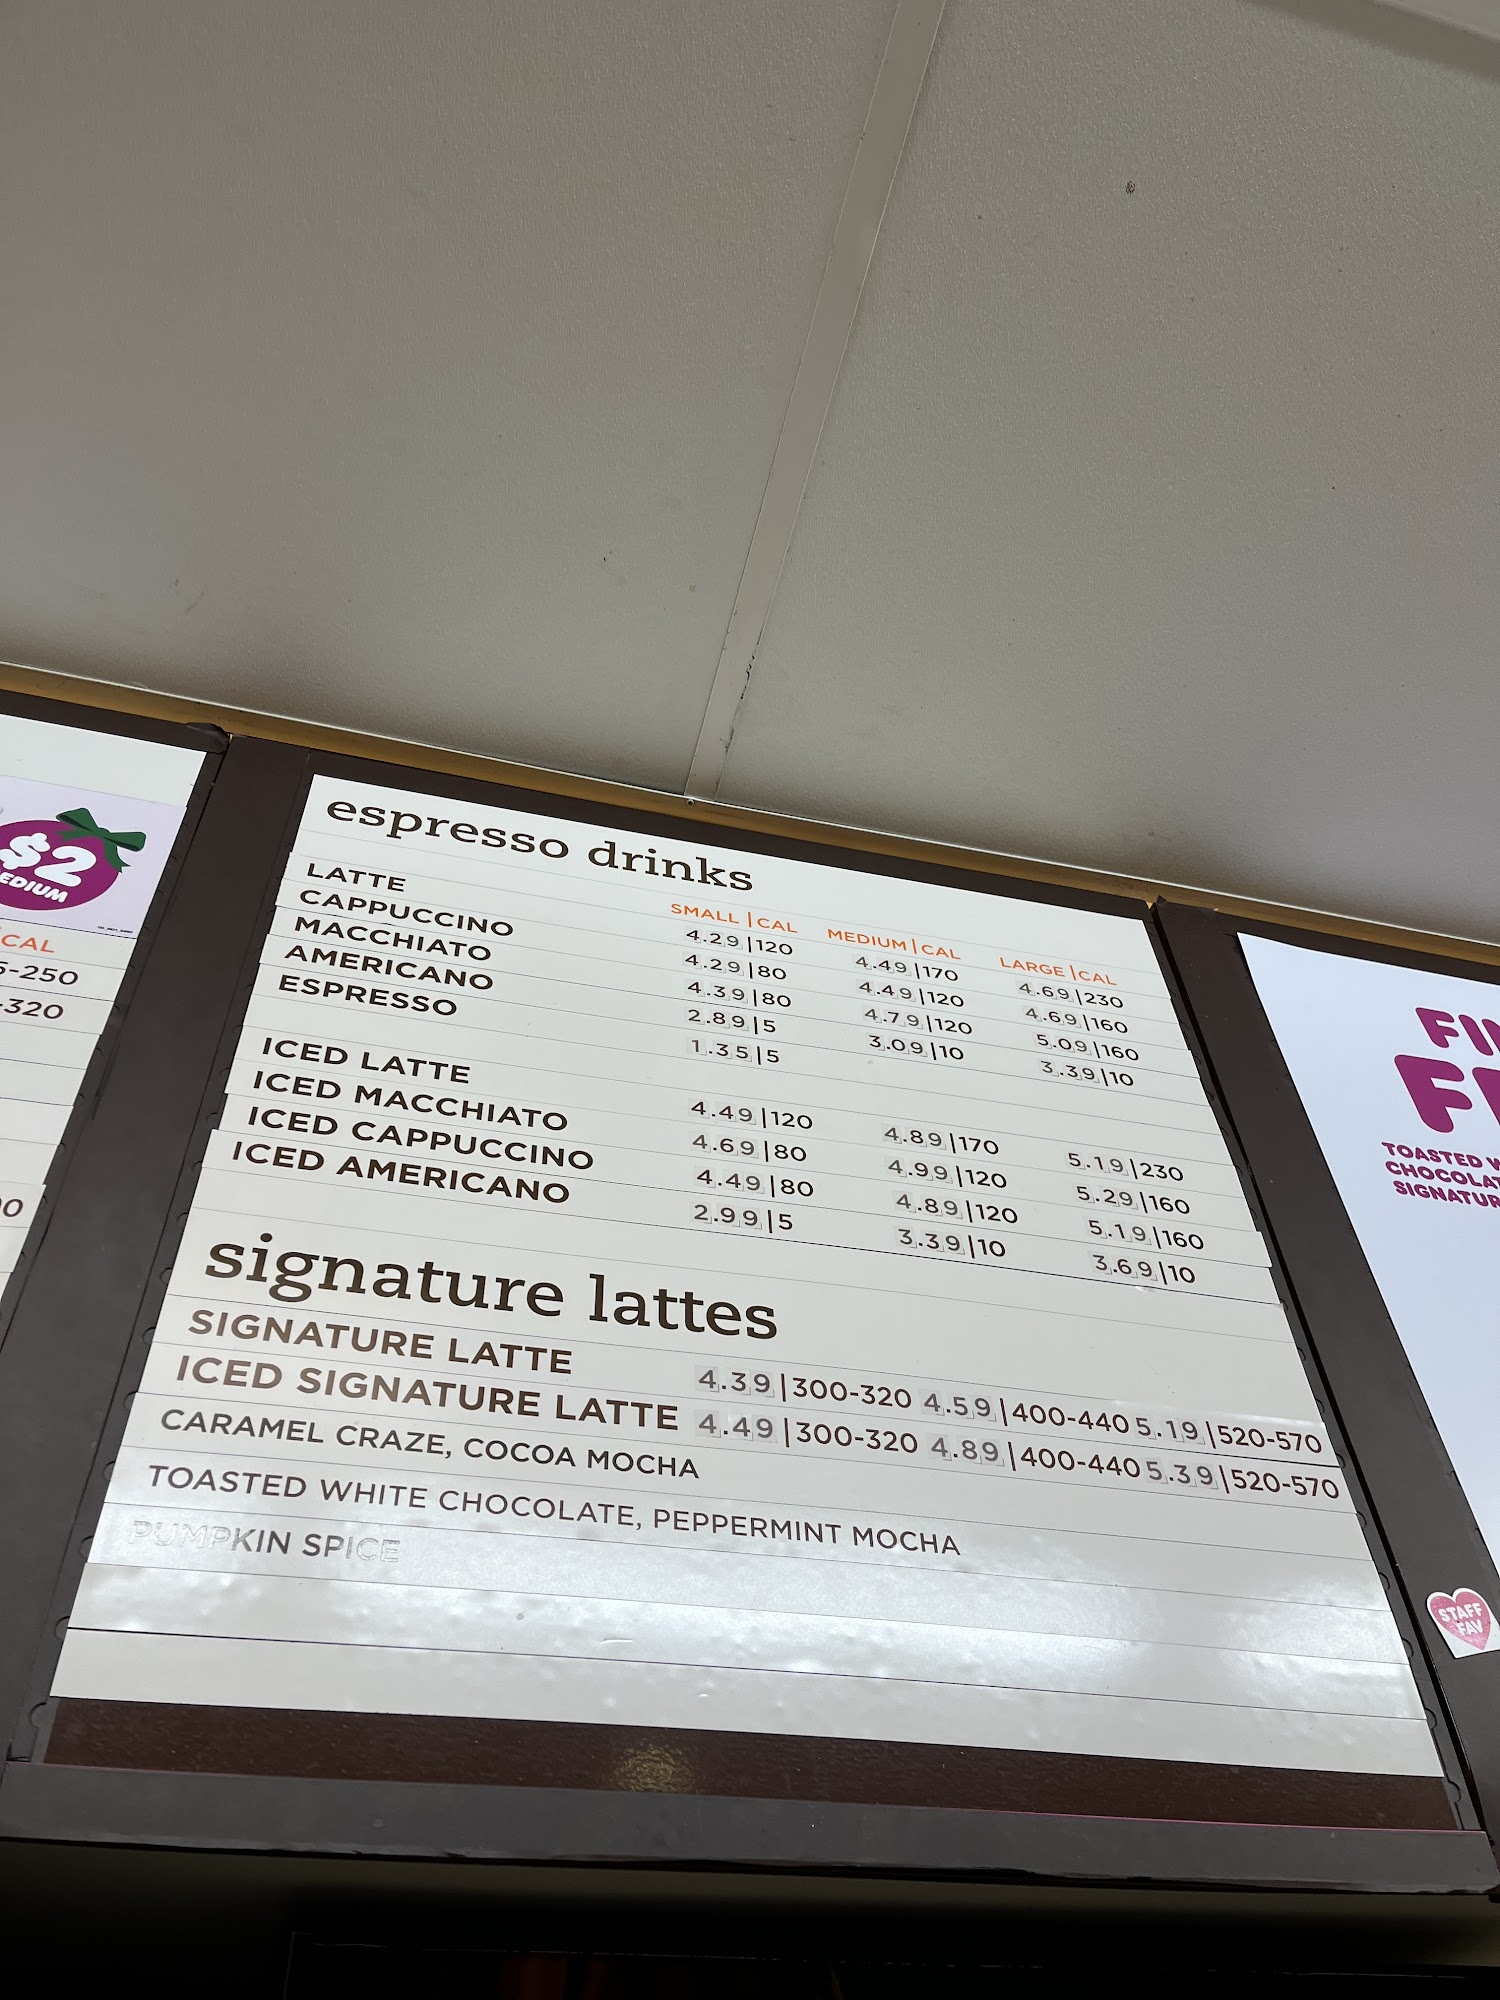 $2
MEDIUM
CAL
-250
-320
espresso drinks
SMALL | CAL MEDIUM | CAL LARGE | CAL
LATTE 4.29 | 120 4.49 | 170 4.69 | 230
CAPPUCCINO 4.29 | 80 4.49 | 120 4.69 | 160
MACCHIATO 4.39 | 80 4.79 | 120 5.09 | 160
AMERICANO 2.89 | 5 3.09 | 10 3.39 | 10
ESPRESSO 1.35 | 5
ICED LATTE 4.49 | 120 4.89 | 170 5.19 | 230
ICED MACCHIATO 4.69 | 80 4.99 | 120 5.29 | 160
ICED CAPPUCCINO 4.49 | 80 4.89 | 120 5.19 | 160
ICED AMERICANO 2.99 | 5 3.39 | 10 3.69 | 10
signature lattes
SIGNATURE LATTE 4.39 | 300-320 4.59 | 400-440 5.19 | 520-570
ICED SIGNATURE LATTE 4.49 | 300-320 4.89 | 400-440 5.39 | 520-570
CARAMEL CRAZE, COCOA MOCHA
TOASTED WHITE CHOCOLATE, PEPPERMINT MOCHA
PUMPKIN SPICE
TOASTED
STAFF
FAV